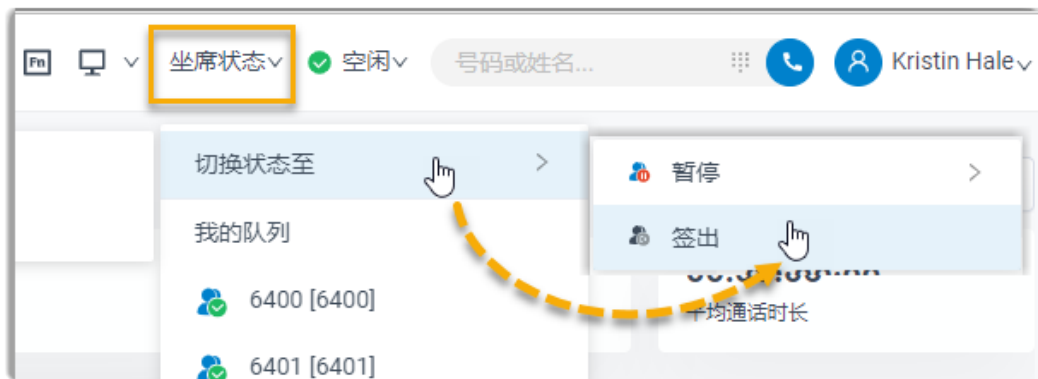 Fn
坐席状态
空闲
号码或姓名...
Kristin Hale
切换状态至
暂停
我的队列
签出
6400 [6400]
平均通话时长
6401 [6401]